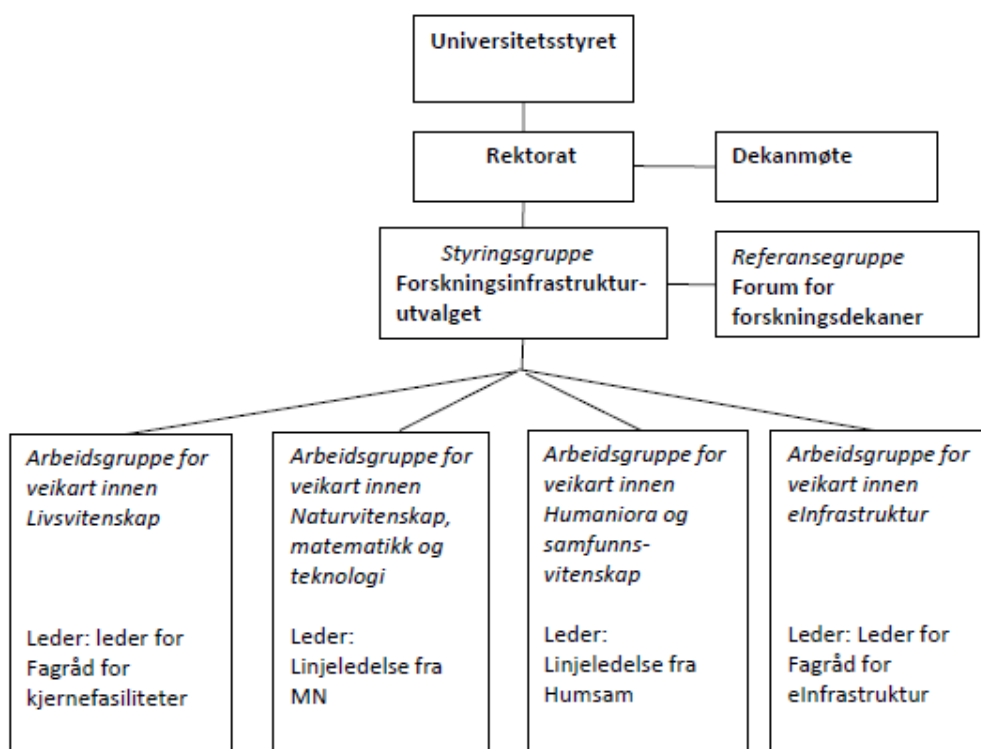 Universitetsstyret
Rektorat
Dekanmøte
Styringsgruppe
Forskningsinfrastruktur-
utvalget
Referansegruppe
Forum for
forskningsdekaner
Arbeidsgruppe for
veikart innen
Livsvitenskap
Leder: leder for
Fagråd for
kjernefasiliteter
Arbeidsgruppe for
veikart innen
Naturvitenskap,
matematikk og
teknologi
Leder:
Linjeledelse fra
MN
Arbeidsgruppe for
veikart innen
Humaniora og
samfunns-
vitenskap
Leder:
Linjeledelse fra
Humsam
Arbeidsgruppe for
veikart innen
eInfrastruktur
Leder: Leder for
Fagråd for
eInfrastruktur